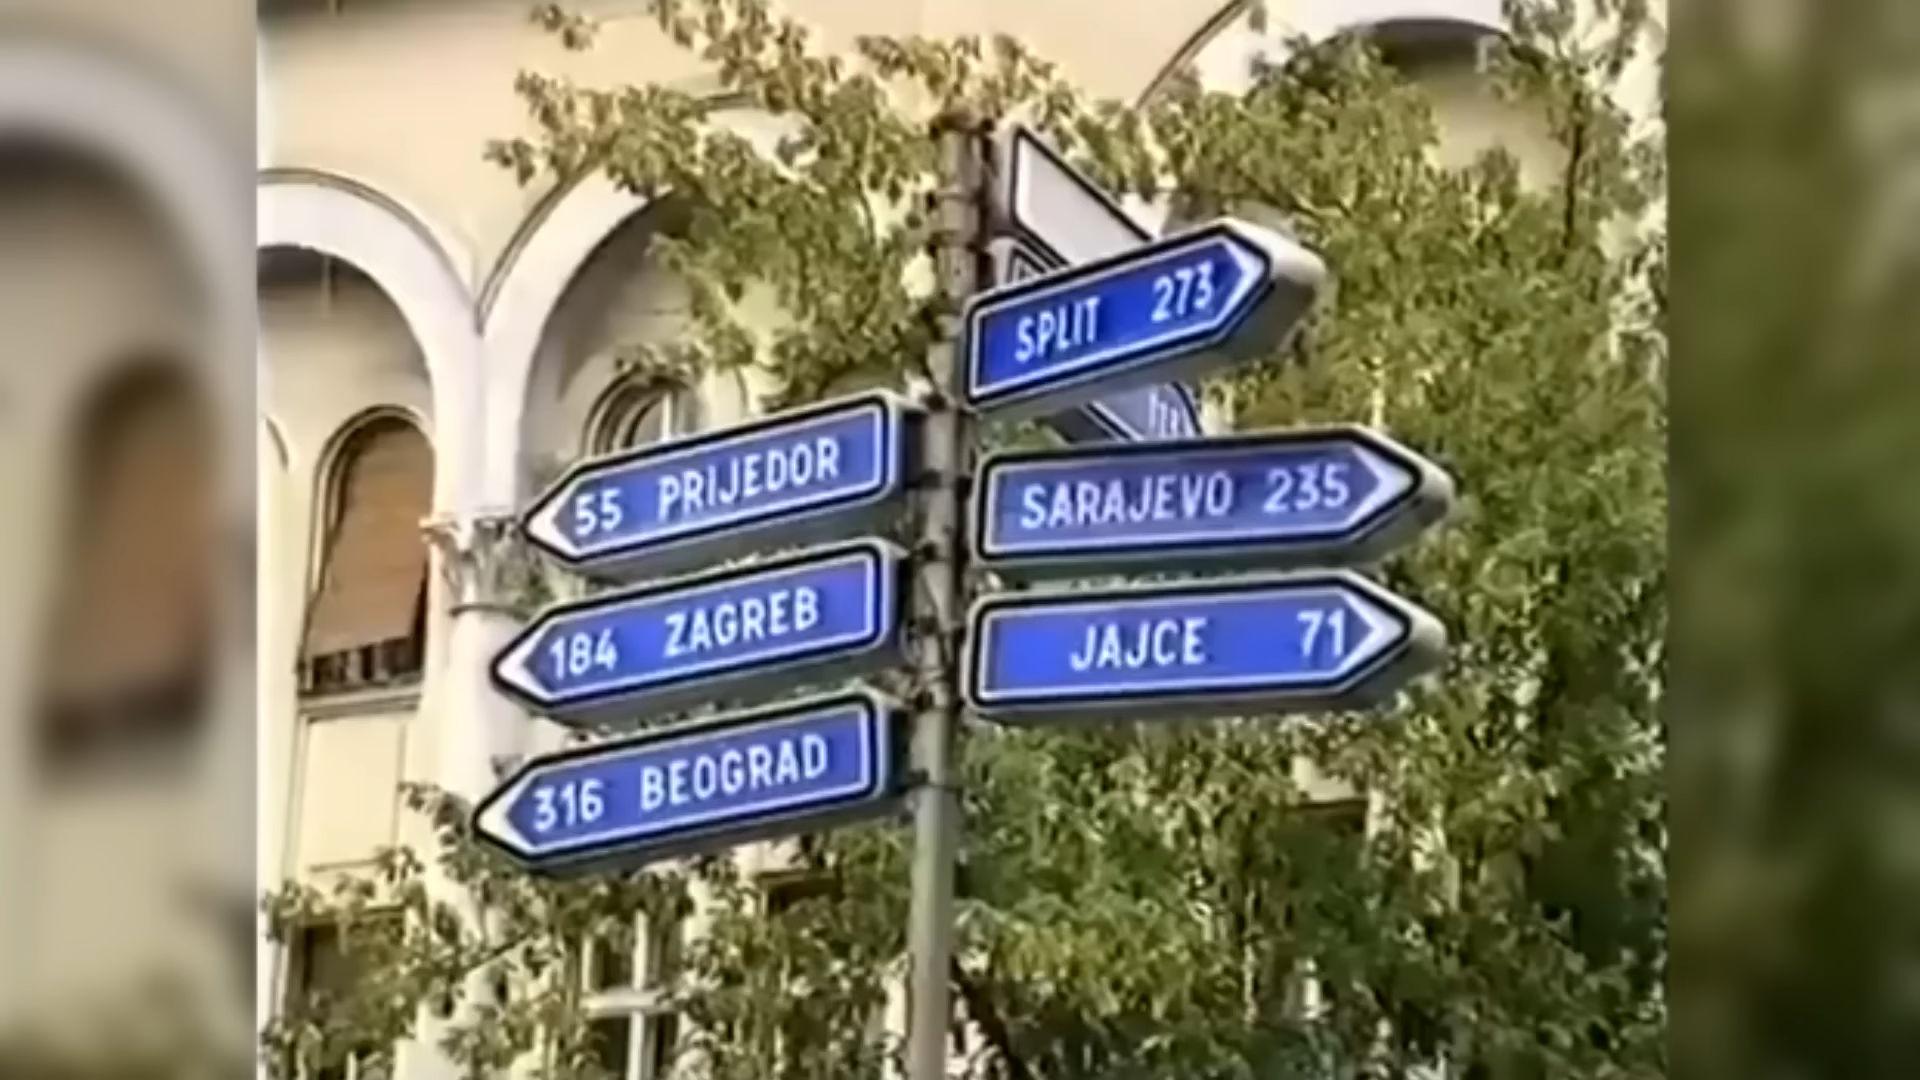 SPLIT 273
55 PRIJEDOR
SARAJEVO 235
184 ZAGREB
JAJCE 71
316 BEOGRAD